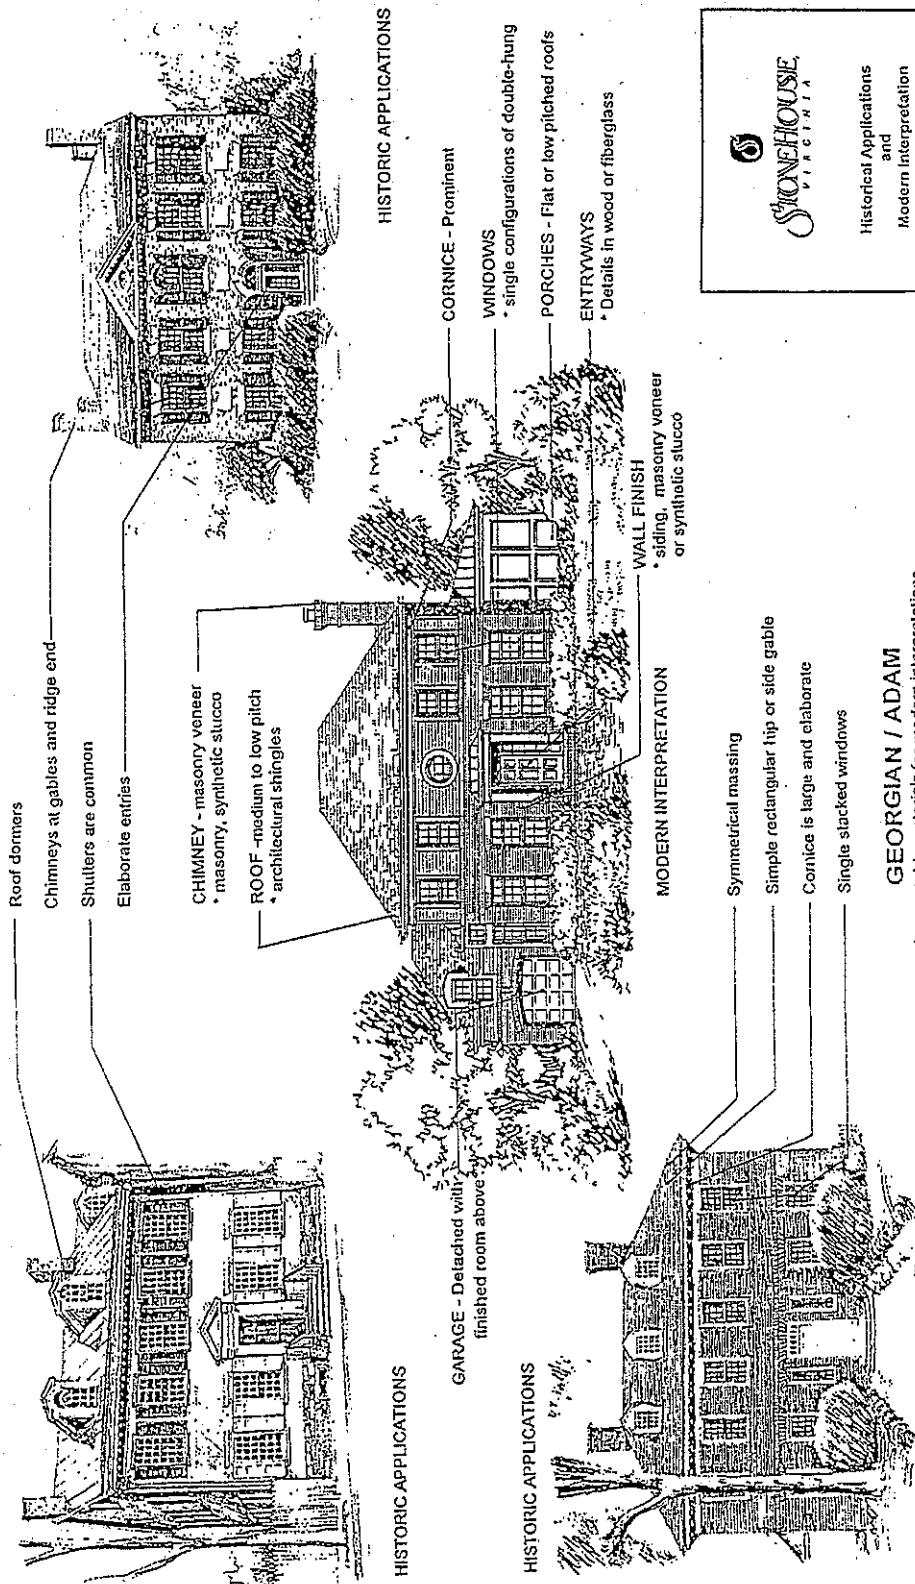 Roof dormers
Chimneys at gables and ridge end
Shutters are common
Elaborate entries
HISTORIC APPLICATIONS
HISTORIC APPLICATIONS
CHIMNEY - masonry veneer
* masonry, synthetic stucco
ROOF -medium to low pitch
* architectural shingles
CORNICE - Prominent
WINDOWS
* single configurations of double-hung
PORCHES - Flat or low pitched roofs
ENTRYWAYS
* Details in wood or fiberglass
WALL FINISH
* siding, masonry veneer
or synthetic stucco
GARAGE - Detached with
finished room above
MODERN INTERPRETATION
HISTORIC APPLICATIONS
Symmetrical massing
Simple rectangular hip or side gable
Cornice is large and elaborate
Single stacked windows
GEORGIAN / ADAM
STONEHOUSE
VIRGINIA
Historical Applications
and
Modern Interpretation